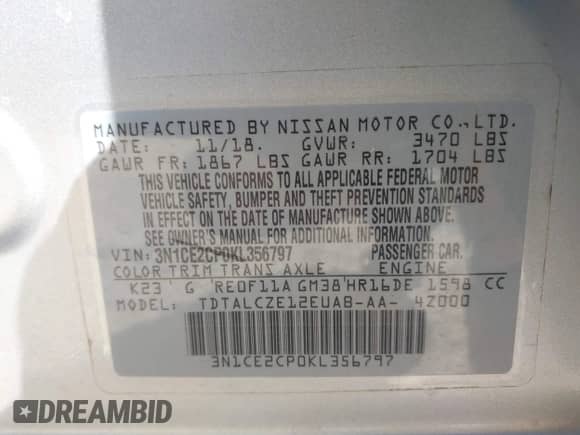 MANUFACTURED BY NISSAN MOTOR CO.,LTD.
DATE: 11/18. GVWR: 3470 LBS
GAWR FR: 1867 LBS GAWR RR: 1704 LBS
THIS VEHICLE CONFORMS TO ALL APPLICABLE FEDERAL MOTOR
VEHICLE SAFETY, BUMPER AND THEFT PREVENTION STANDARDS
IN EFFECT ON THE DATE OF MANUFACTURE SHOWN ABOVE.
SEE OWNER'S MANUAL FOR ADDITIONAL INFORMATION.
VIN: 3N1CE2CP0KL356797 PASSENGER CAR.
COLOR TRIM TRANS AXLE ENGINE
K23 G RE0F11A GM38 HR16DE 1598 CC
MODEL: TDTALCZE12EUAB-AA- 4Z000
3N1CE2CP0KL356797
DREAMBID